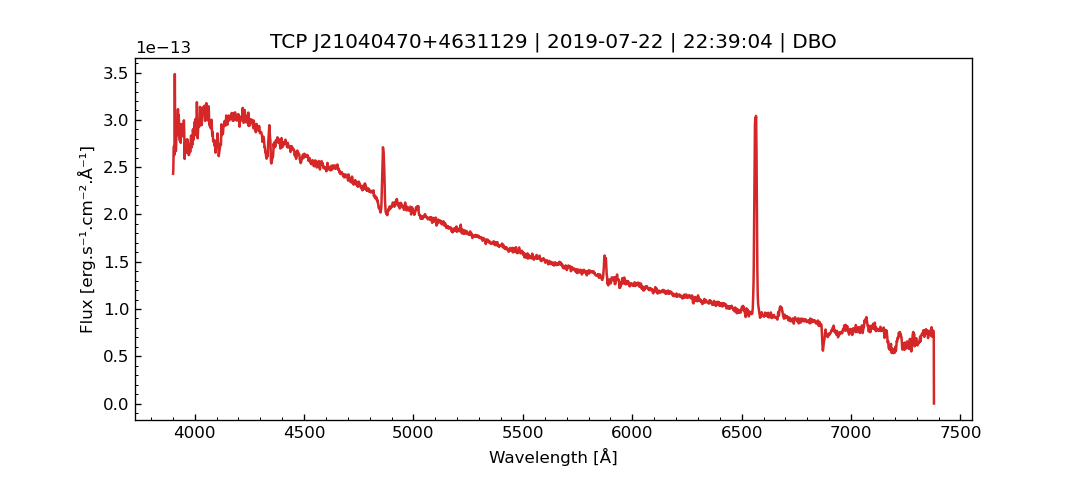 TCP J21040470+4631129 | 2019-07-22 | 22:39:04 | DBO
1e−13
3.5
3.0
2.5
2.0
1.5
1.0
0.5
0.0
Flux [erg.s⁻¹.cm⁻².Å⁻¹]
4000 4500 5000 5500 6000 6500 7000 7500
Wavelength [Å]